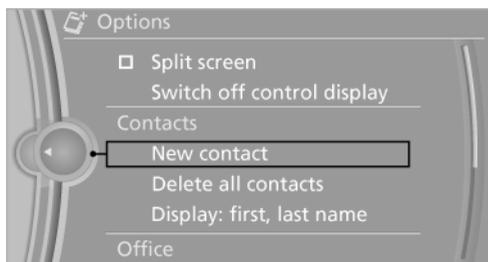 Options
Split screen
Switch off control display
Contacts
New contact
Delete all contacts
Display: first, last name
Office